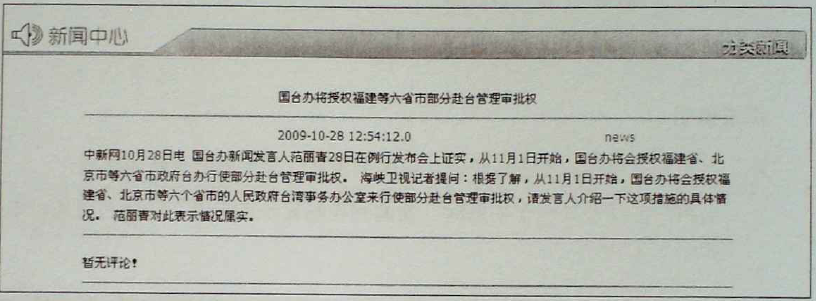 新闻中心
分类新闻
国台办将授权福建等六省市部分赴台管理审批权
2009-10-28 12:54:12.0 news
中新网10月28日电 国台办新闻发言人范丽青28日在例行发布会上证实，从11月1日开始，国台办将会授权福建省、北
京市等六省市政府台办行使部分赴台管理审批权。 海峡卫视记者提问：根据了解，从11月1日开始，国台办将会授权福
建省、北京市等六个省市的人民政府台湾事务办公室来行使部分赴台管理审批权，请发言人介绍一下这项措施的具体情
况。 范丽青对此表示情况属实。
暂无评论！